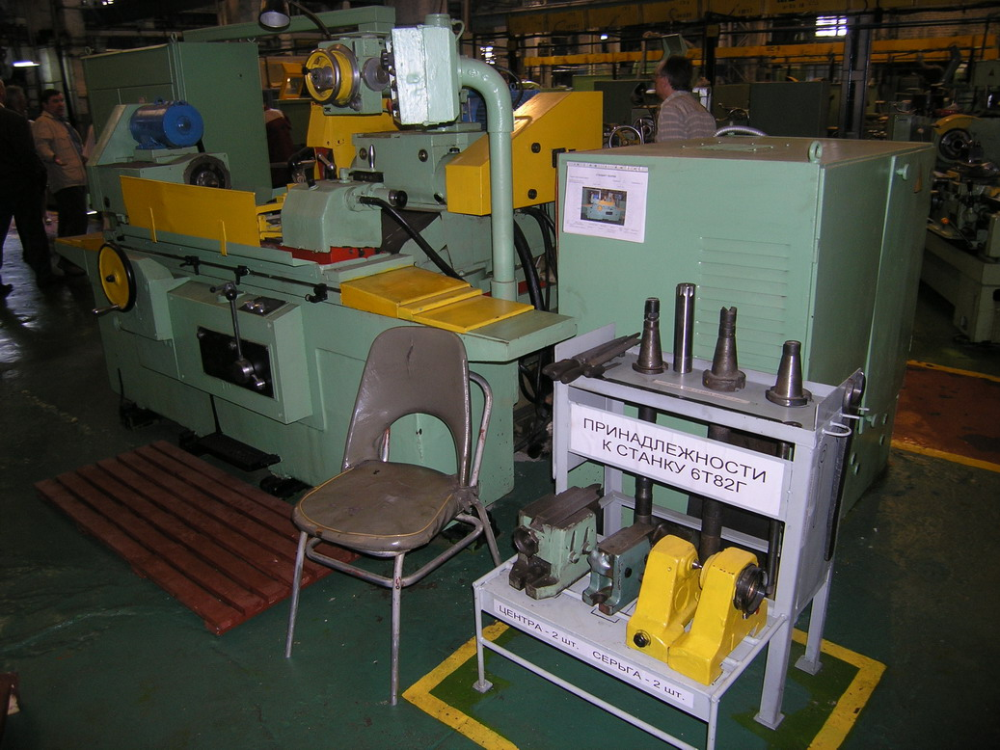 ПРИНАДЛЕЖНОСТИ
К СТАНКУ 6Т82Г
ЦЕНТРА - 2 шт.
СЕРЬГА - 2 шт.